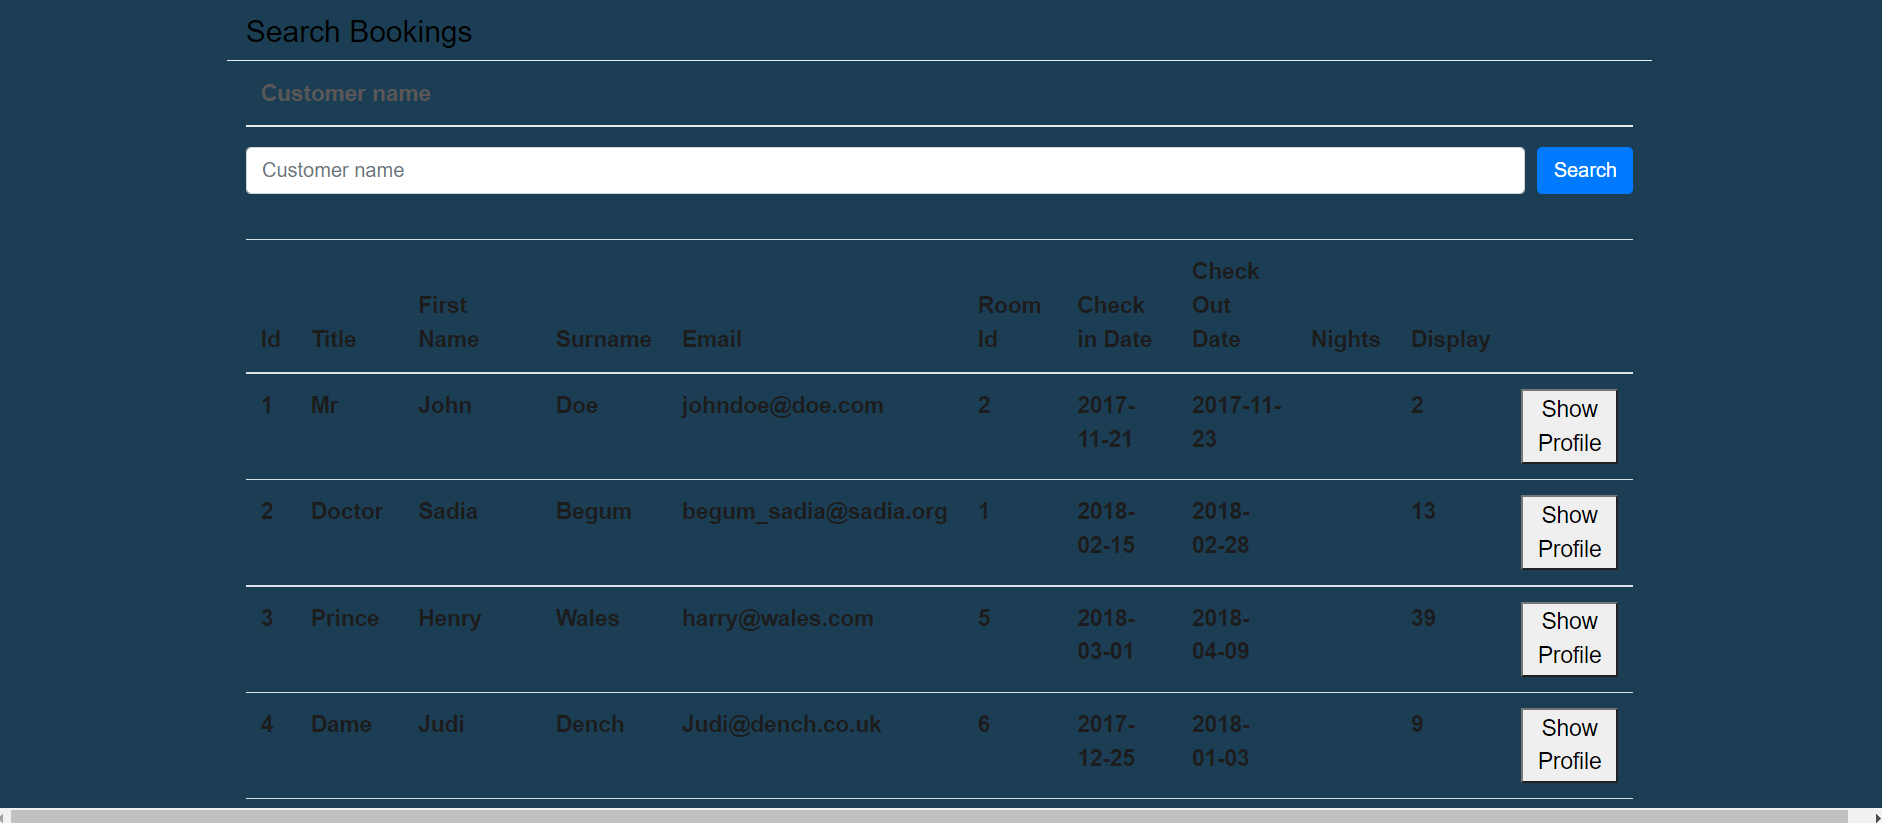 Search Bookings
Customer name
Customer name
Search
Id Title First Name Surname Email Room Id Check in Date Check Out Date Nights Display
1 Mr John Doe johndoe@doe.com 2 2017-11-21 2017-11-23 2 Show Profile
2 Doctor Sadia Begum begum_sadia@sadia.org 1 2018-02-15 2018-02-28 13 Show Profile
3 Prince Henry Wales harry@wales.com 5 2018-03-01 2018-04-09 39 Show Profile
4 Dame Judi Dench Judi@dench.co.uk 6 2017-12-25 2018-01-03 9 Show Profile